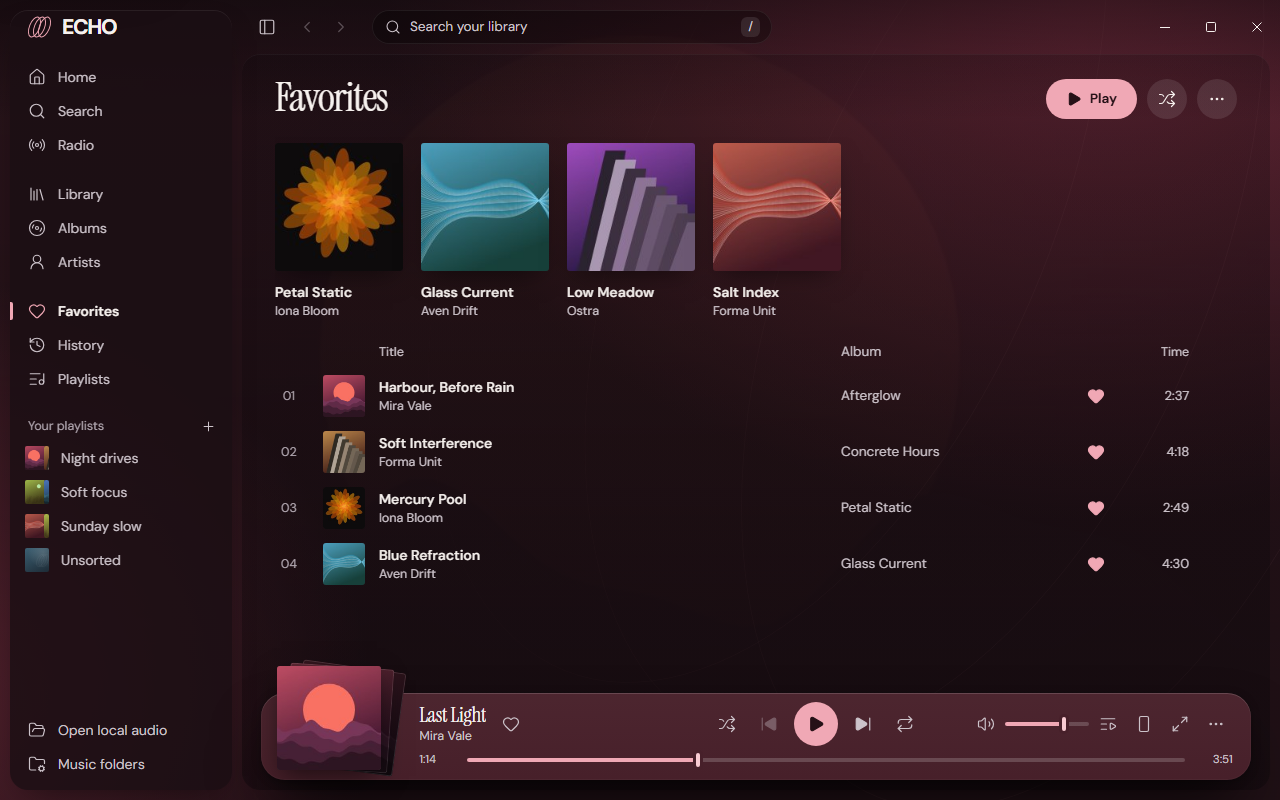 ECHO
Search your library
/
Home
Search
Radio
Library
Albums
Artists
Favorites
History
Playlists
Your playlists
Night drives
Soft focus
Sunday slow
Unsorted
Open local audio
Music folders
Favorites
Play
Petal Static
Iona Bloom
Glass Current
Aven Drift
Low Meadow
Ostra
Salt Index
Forma Unit
Title Album Time
01 Harbour, Before Rain Afterglow 2:37
Mira Vale
02 Soft Interference Concrete Hours 4:18
Forma Unit
03 Mercury Pool Petal Static 2:49
Iona Bloom
04 Blue Refraction Glass Current 4:30
Aven Drift
Last Light
Mira Vale
1:14 3:51